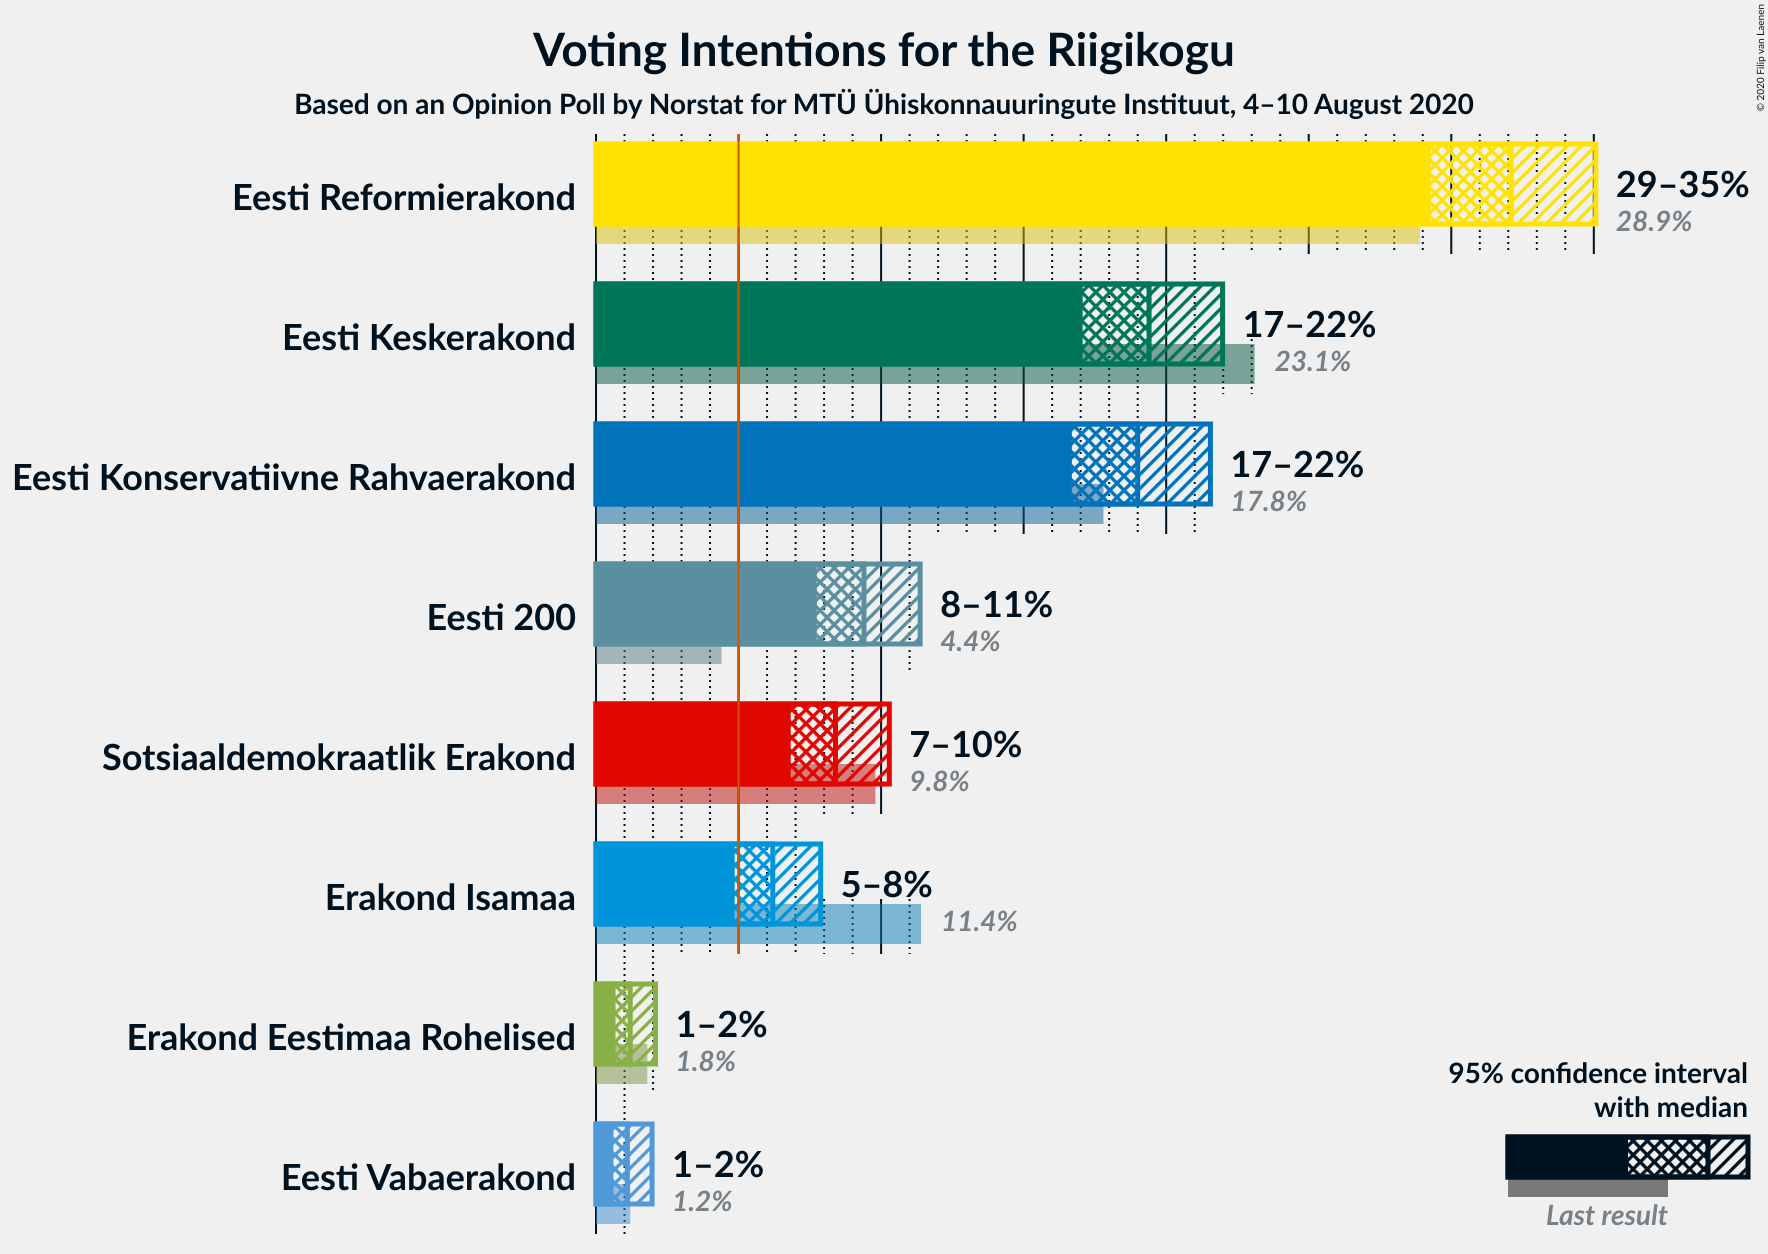 Voting Intentions for the Riigikogu
Based on an Opinion Poll by Norstat for MTÜ Ühiskonnauuringute Instituut, 4–10 August 2020
© 2020 Filip van Laenen
Eesti Reformierakond
29–35%
28.9%
Eesti Keskerakond
17–22%
23.1%
Eesti Konservatiivne Rahvaerakond
17–22%
17.8%
Eesti 200
8–11%
4.4%
Sotsiaaldemokraatlik Erakond
7–10%
9.8%
Erakond Isamaa
5–8%
11.4%
Erakond Eestimaa Rohelised
1–2%
1.8%
Eesti Vabaerakond
1–2%
1.2%
95% confidence interval
with median
Last result